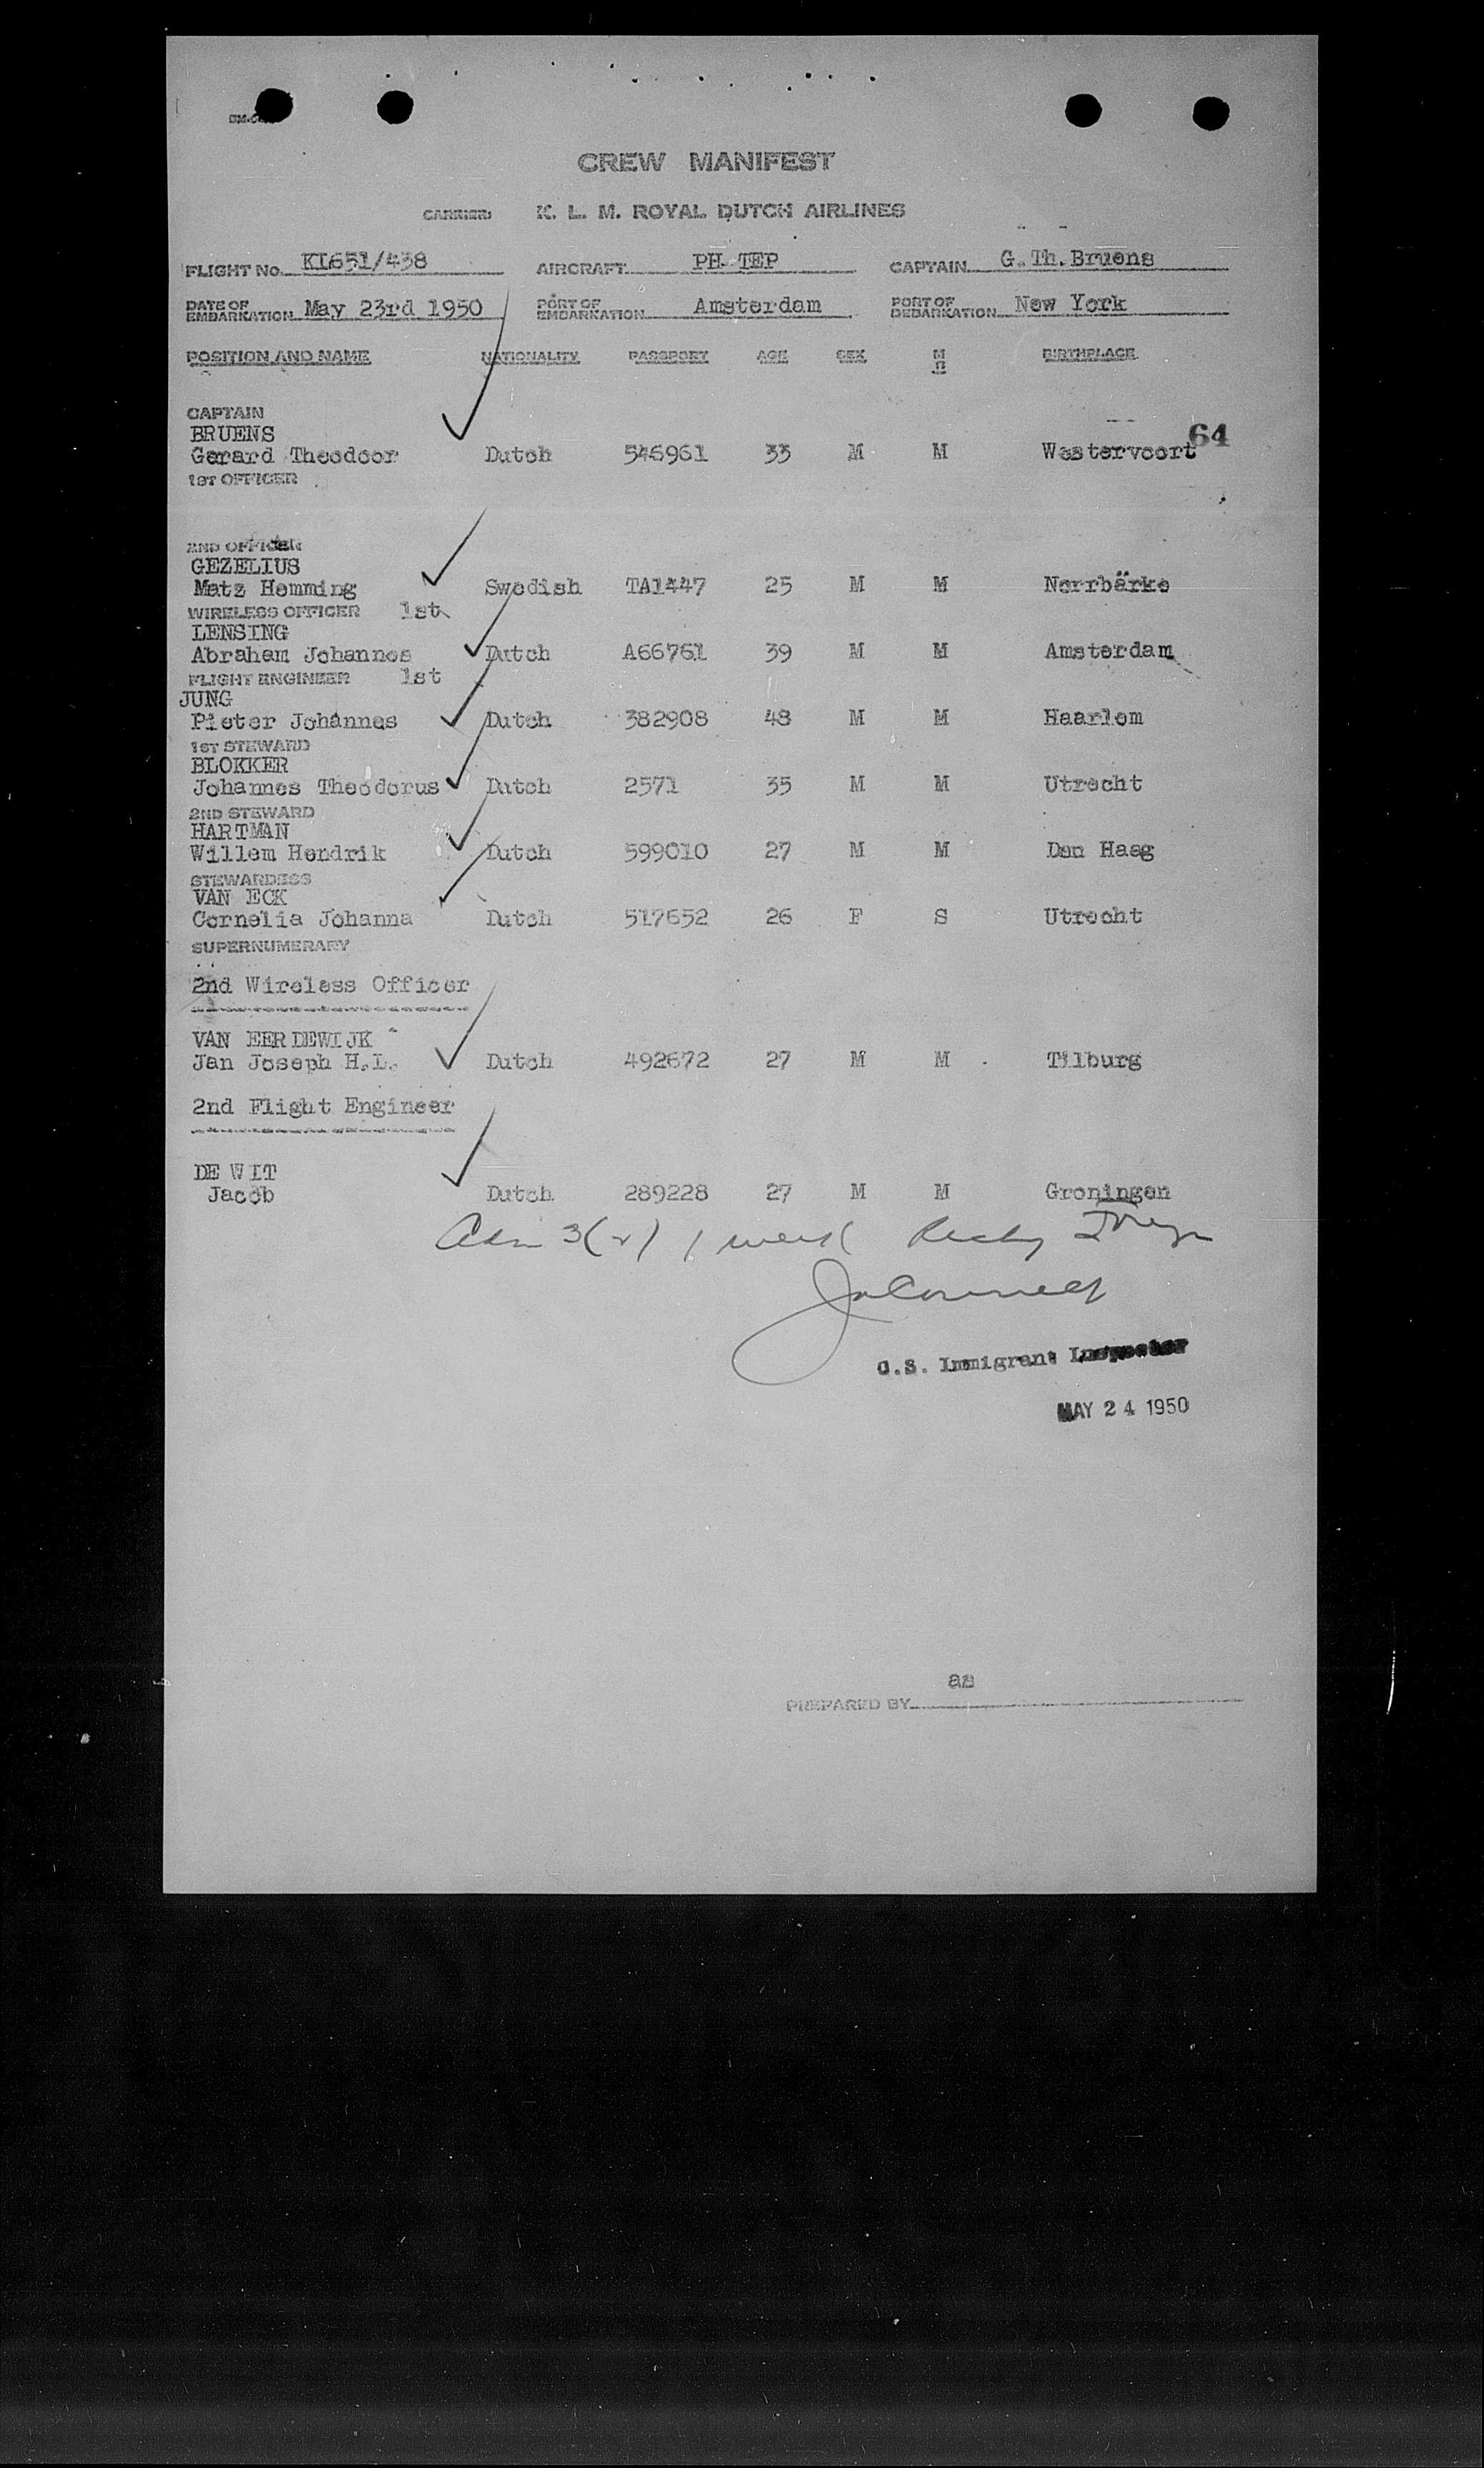 CREW MANIFEST
CARRIER: K. L. M. ROYAL DUTCH AIRLINES
FLIGHT No. KL651/438 AIRCRAFT PH-TEP CAPTAIN G.Th.Bruens
DATE OF EMBARKATION May 23rd 1950 PORT OF EMBARKATION Amsterdam PORT OF DEBARKATION New York
POSITION AND NAME NATIONALITY PASSPORT AGE SEX M S BIRTHPLACE
CAPTAIN
BRUENS 64
Gerard Theodoor Dutch 546961 33 M M Westervoort
1ST OFFICER
2ND OFFICER
GEZELIUS
Matz Hemming Swedish TA1447 25 M M Norrbärke
WIRELESS OFFICER 1st
LENSING
Abraham Johannes Dutch A66761 39 M M Amsterdam
FLIGHT ENGINEER 1st
JUNG
Pieter Johannes Dutch 382908 48 M M Haarlem
1ST STEWARD
BLOKKER
Johannes Theodorus Dutch 2571 35 M M Utrecht
2ND STEWARD
HARTMAN
Willem Hendrik Dutch 599010 27 M M Den Haag
STEWARDESS
VAN ECK
Cornelia Johanna Dutch 517652 26 F S Utrecht
SUPERNUMERARY
2nd Wireless Officer
VAN EERDEWIJK
Jan Joseph H.L. Dutch 492672 27 M M Tilburg
2nd Flight Engineer
DE WIT
Jacob Dutch 289228 27 M M Groningen
3(2) 1 week
U.S. Immigrant Inspector
MAY 24 1950
PREPARED BY